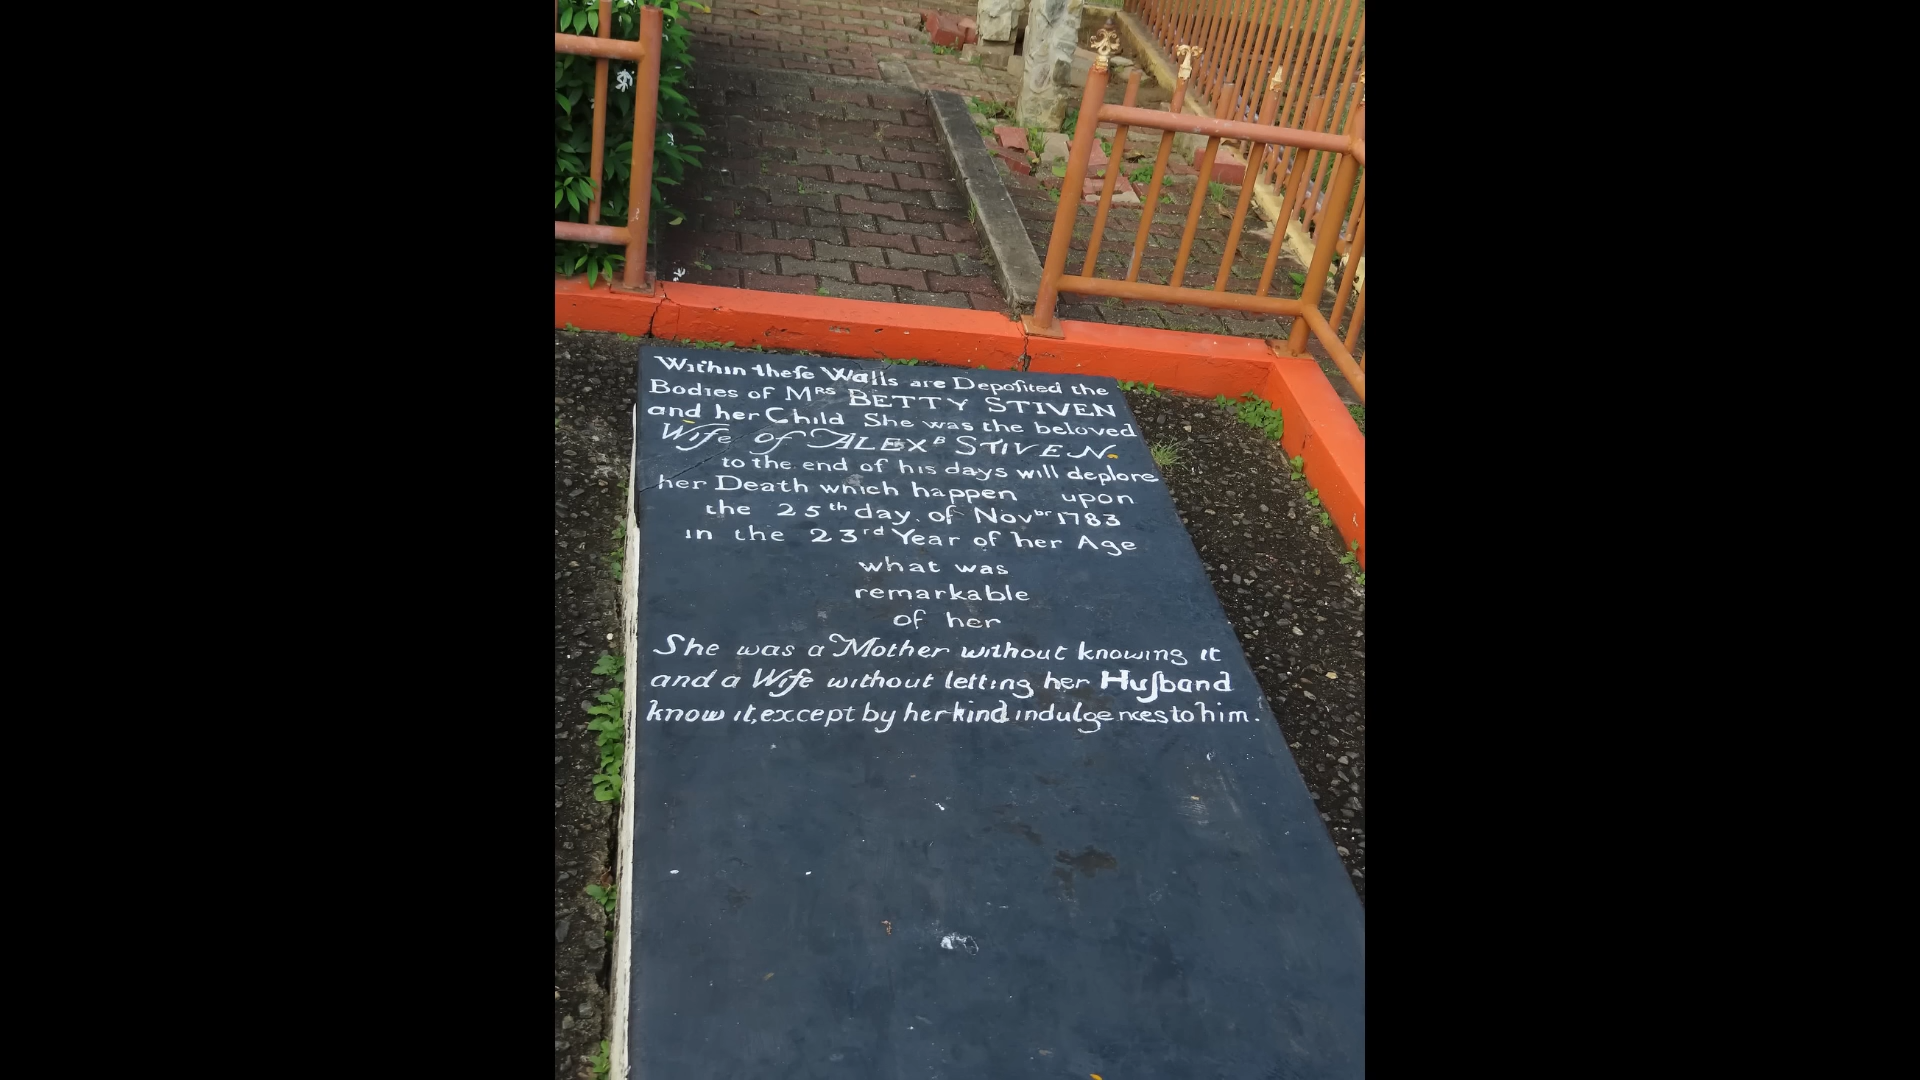 Within theſe Walls are Depoſited the
Bodies of Mrs BETTY STIVEN
and her Child She was the beloved
Wife of ALEXB STIVEN.
to the end of his days will deplore
her Death which happen upon
the 25th day. of Novbr 1783
in the 23rd Year of her Age
what was
remarkable
of her
She was a Mother without knowing it
and a Wife without letting her Huſband
know it, except by her kind indulgences to him.